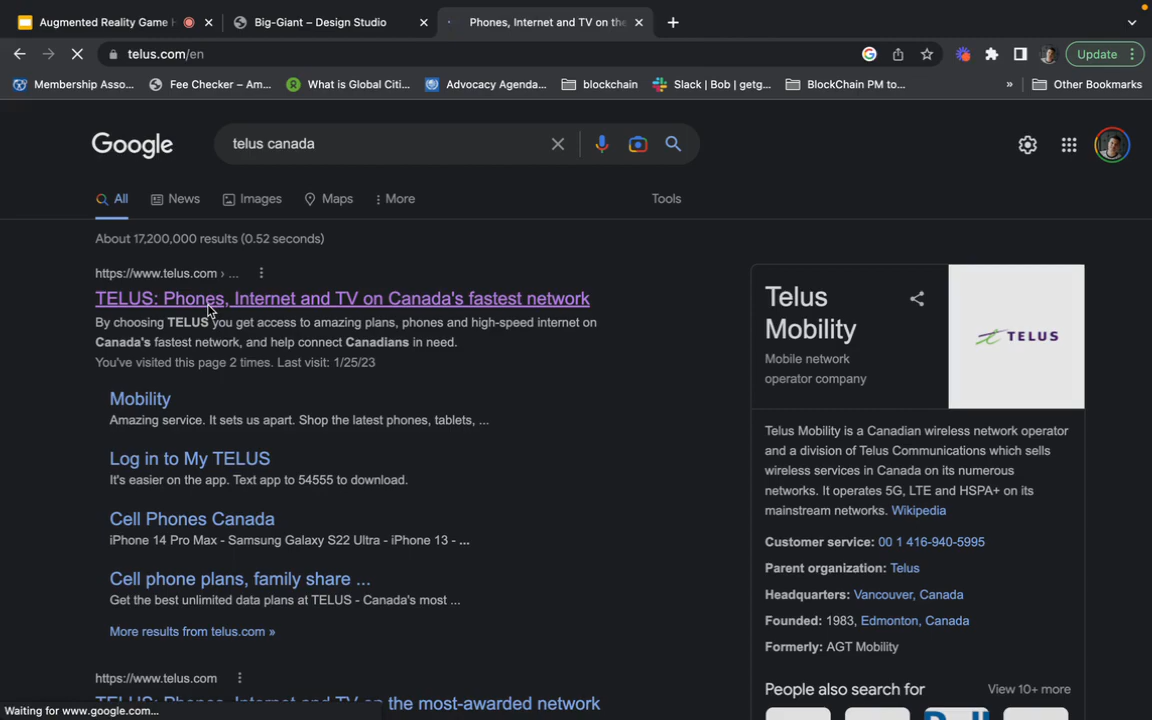 Augmented Reality Game H
Big-Giant – Design Studio
Phones, Internet and TV on the
telus.com/en
Update
Membership Asso...
Fee Checker – Am...
What is Global Citi...
Advocacy Agenda...
blockchain
Slack | Bob | getg...
BlockChain PM to...
»
Other Bookmarks
Google
telus canada
All
News
Images
Maps
More
Tools
About 17,200,000 results (0.52 seconds)
https://www.telus.com › ...
TELUS: Phones, Internet and TV on Canada's fastest network
By choosing TELUS you get access to amazing plans, phones and high-speed internet on
Canada's fastest network, and help connect Canadians in need.
You've visited this page 2 times. Last visit: 1/25/23
Mobility
Amazing service. It sets us apart. Shop the latest phones, tablets, ...
Log in to My TELUS
It's easier on the app. Text app to 54555 to download.
Cell Phones Canada
iPhone 14 Pro Max - Samsung Galaxy S22 Ultra - iPhone 13 - ...
Cell phone plans, family share ...
Get the best unlimited data plans at TELUS - Canada's most ...
More results from telus.com »
https://www.telus.com
TELUS: Phones, Internet and TV on the most-awarded network
Waiting for www.google.com...
Telus
Mobility
Mobile network
operator company
TELUS
Telus Mobility is a Canadian wireless network operator
and a division of Telus Communications which sells
wireless services in Canada on its numerous
networks. It operates 5G, LTE and HSPA+ on its
mainstream networks. Wikipedia
Customer service: 00 1 416-940-5995
Parent organization: Telus
Headquarters: Vancouver, Canada
Founded: 1983, Edmonton, Canada
Formerly: AGT Mobility
People also search for
View 10+ more